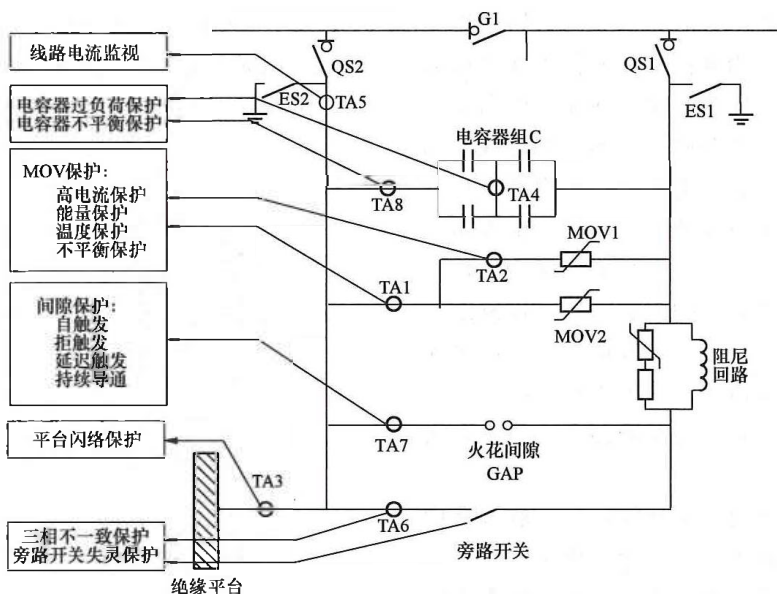 G1
线路电流监视
QS2
QS1
ES2
TA5
ES1
电容器过负荷保护
电容器不平衡保护
电容器组C
MOV保护：
高电流保护
能量保护
温度保护
不平衡保护
TA8
TA4
TA2
MOV1
TA1
MOV2
间隙保护：
自触发
拒触发
延迟触发
持续导通
阻尼
回路
平台闪络保护
TA7
火花间隙
GAP
TA3
TA6
三相不一致保护
旁路开关失灵保护
旁路开关
绝缘平台